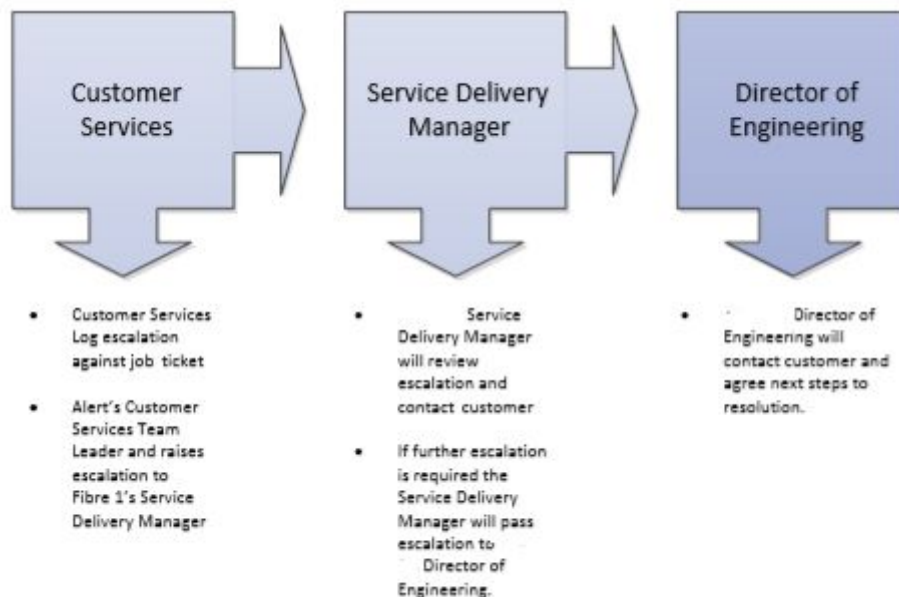 Customer
Services
Service Delivery
Manager
Director of
Engineering
• Customer Services
Log escalation
against job ticket
• Alert's Customer
Services Team
Leader and raises
escalation to
Fibre 1's Service
Delivery Manager
• Service
Delivery Manager
will review
escalation and
contact customer
• If further escalation
is required the
Service Delivery
Manager will pass
escalation to
Director of
Engineering.
• Director of
Engineering will
contact customer and
agree next steps to
resolution.